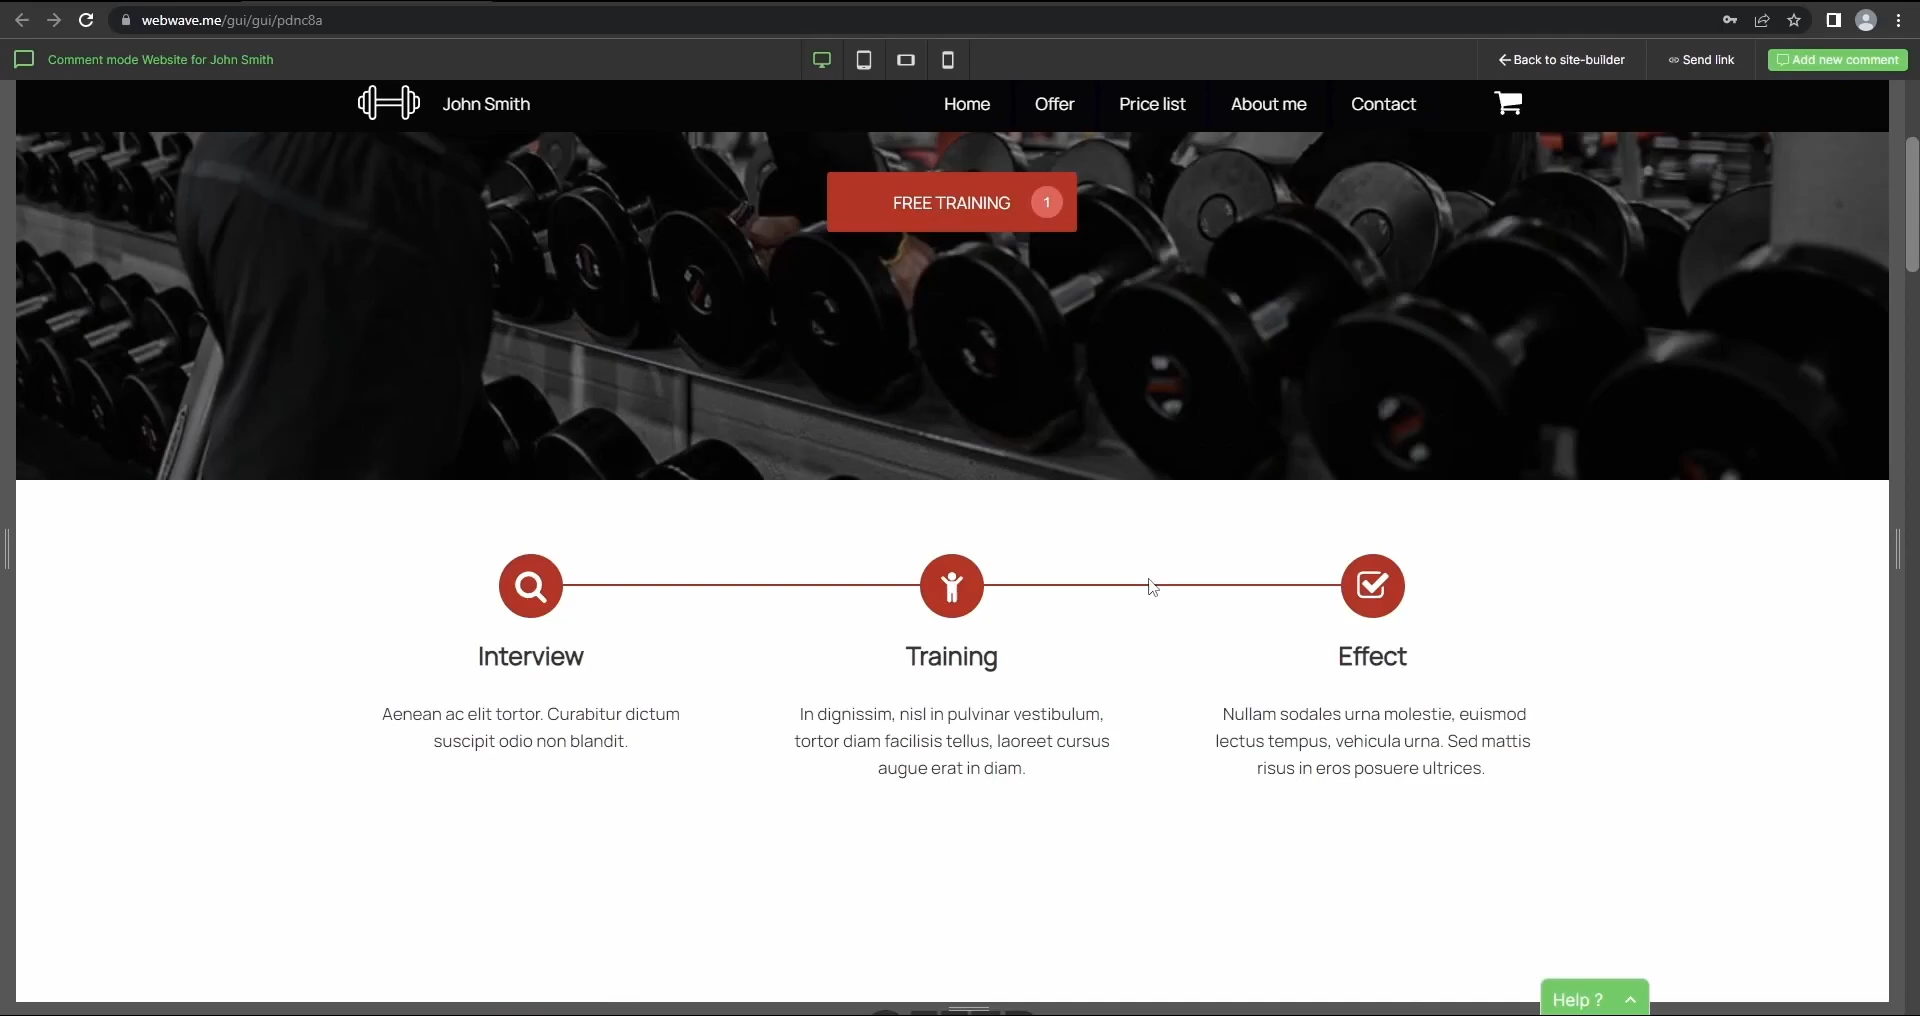 webwave.me/gui/gui/pdnc8a
Comment mode Website for John Smith
Back to site-builder
Send link
Add new comment
John Smith
Home
Offer
Price list
About me
Contact
FREE TRAINING
1
Interview
Training
Effect
Aenean ac elit tortor. Curabitur dictum
suscipit odio non blandit.
In dignissim, nisl in pulvinar vestibulum,
tortor diam facilisis tellus, laoreet cursus
augue erat in diam.
Nullam sodales urna molestie, euismod
lectus tempus, vehicula urna. Sed mattis
risus in eros posuere ultrices.
Help ?